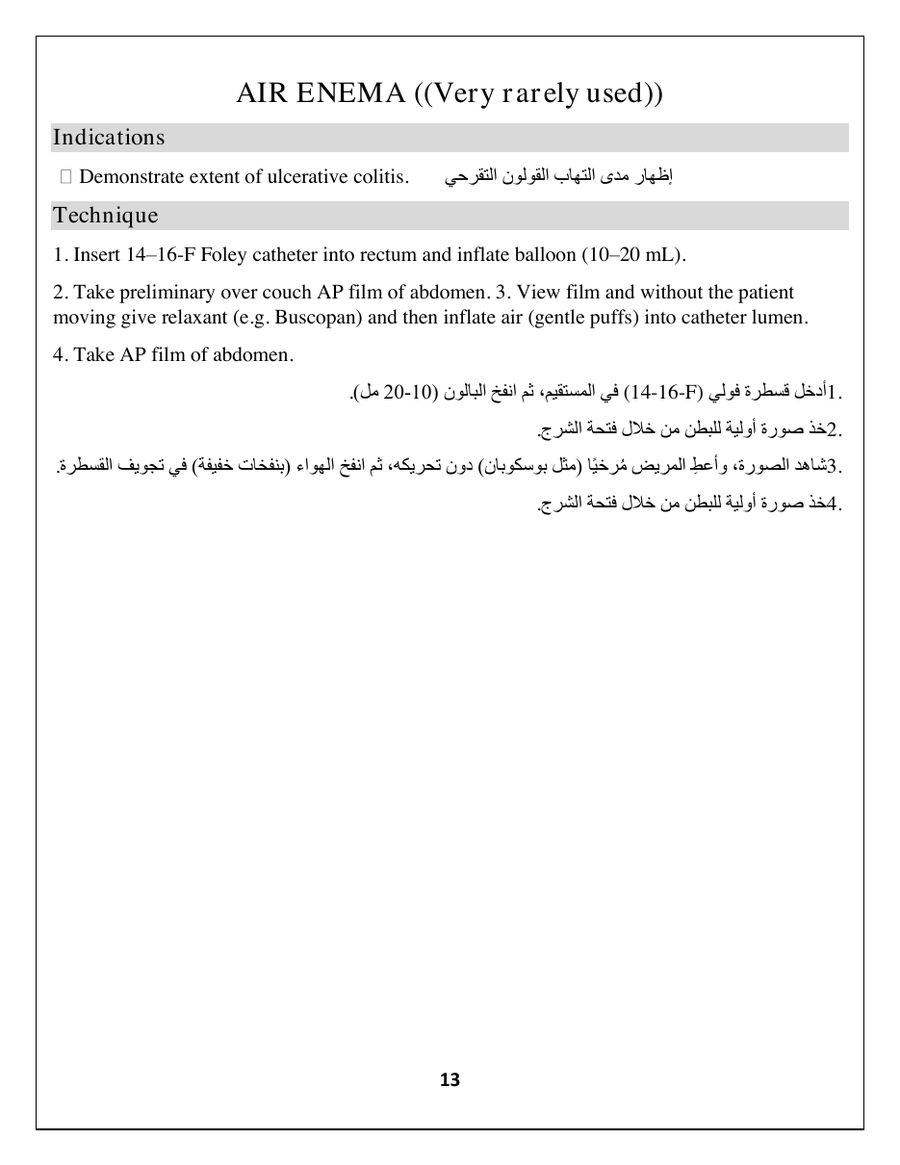 AIR ENEMA ((Very rarely used))
Indications
□ Demonstrate extent of ulcerative colitis. إظهار مدى التهاب القولون التقرحي
Technique
1. Insert 14–16-F Foley catheter into rectum and inflate balloon (10–20 mL).
2. Take preliminary over couch AP film of abdomen. 3. View film and without the patient
moving give relaxant (e.g. Buscopan) and then inflate air (gentle puffs) into catheter lumen.
4. Take AP film of abdomen.
.1أدخل قسطرة فولي (14-16-F) في المستقيم، ثم انفخ البالون (10-20 مل).
.2خذ صورة أولية للبطن من خلال فتحة الشرج.
.3شاهد الصورة، وأعطِ المريض مُرخيًا (مثل بوسكوبان) دون تحريكه، ثم انفخ الهواء (بنفخات خفيفة) في تجويف القسطرة.
.4خذ صورة أولية للبطن من خلال فتحة الشرج.
13